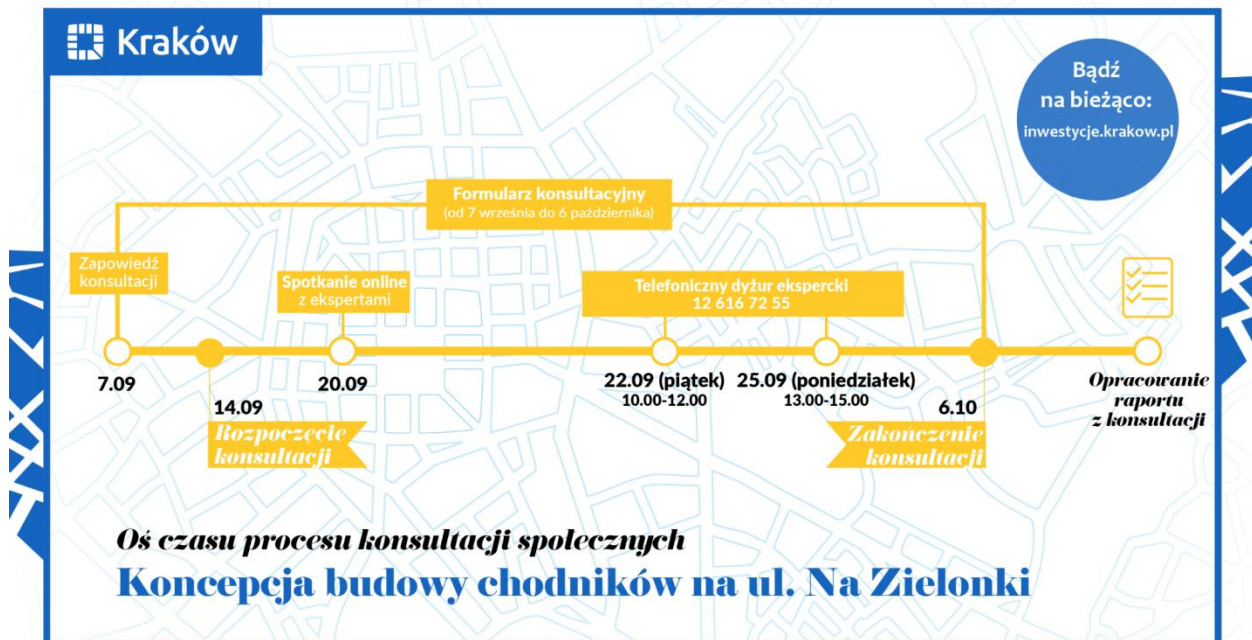 Kraków
Bądź
na bieżąco:
inwestycje.krakow.pl
Formularz konsultacyjny
(od 7 września do 6 października)
Zapowiedź
konsultacji
Spotkanie online
z ekspertami
Telefoniczny dyżur ekspercki
12 616 72 55
7.09
14.09
Rozpoczęcie
konsultacji
20.09
22.09 (piątek)
10.00-12.00
25.09 (poniedziałek)
13.00-15.00
6.10
Zakończenie
konsultacji
Opracowanie
raportu
z konsultacji
Oś czasu procesu konsultacji społecznych
Koncepcja budowy chodników na ul. Na Zielonki